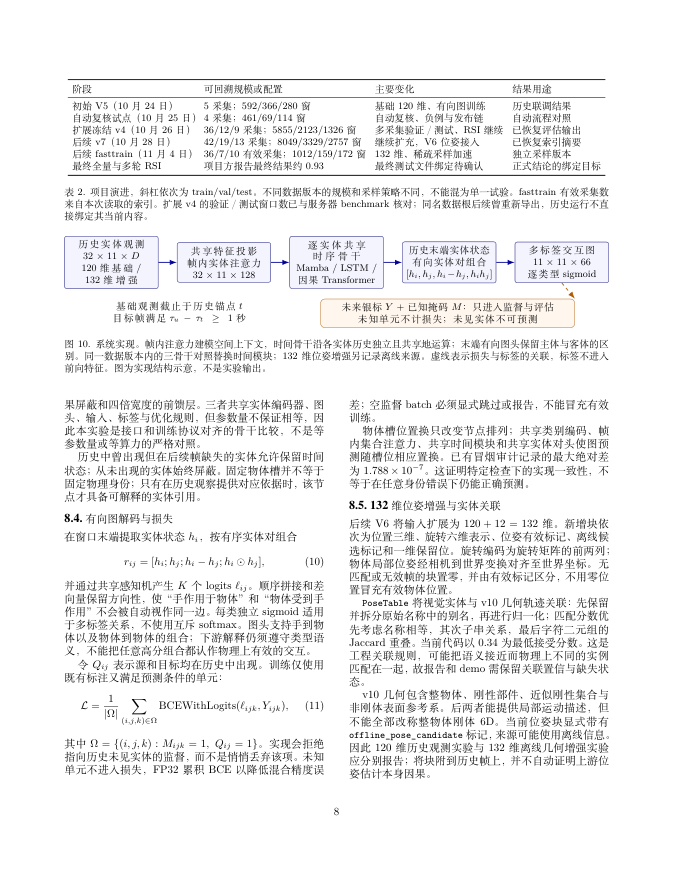 阶段 可回溯规模或配置 主要变化 结果用途
初始 V5（10 月 24 日） 5 采集；592/366/280 窗 基础 120 维、有向图训练 历史联调结果
自动复核试点（10 月 25 日） 4 采集；461/69/114 窗 自动复核、负例与发布链 自动流程对照
扩展冻结 v4（10 月 26 日） 36/12/9 采集；5855/2123/1326 窗 多采集验证 / 测试、RSI 继续 已恢复评估输出
后续 v7（10 月 28 日） 42/19/13 采集；8049/3329/2757 窗 继续扩充，V6 位姿接入 已恢复索引摘要
后续 fasttrain（11 月 4 日） 36/7/10 有效采集；1012/159/172 窗 132 维、稀疏采样加速 独立采样版本
最终全量与多轮 RSI 项目方报告最终结果约 0.93 最终测试文件绑定待确认 正式结论的绑定目标
表 2. 项目演进，斜杠依次为 train/val/test。不同数据版本的规模和采样策略不同，不能混为单一试验。fasttrain 有效采集数
来自本次读取的索引。扩展 v4 的验证 / 测试窗口数已与服务器 benchmark 核对；同名数据根后续曾重新导出，历史运行不直
接绑定其当前内容。
历史实体观测
32 × 11 × D
120 维基础 /
132 维增强
共享特征投影
帧内实体注意力
32 × 11 × 128
逐实体共享
时序骨干
Mamba / LSTM /
因果 Transformer
历史末端实体状态
有向实体对组合
[hᵢ, hⱼ, hᵢ−hⱼ, hᵢhⱼ]
多标签交互图
11 × 11 × 66
逐类型 sigmoid
基础观测截止于历史锚点 t
目标帧满足 τᵤ − τₜ ≥ 1 秒
未来银标 Y + 已知掩码 M：只进入监督与评估
未知单元不计损失；未见实体不可预测
图 10. 系统实现。帧内注意力建模空间上下文，时间骨干沿各实体历史独立且共享地运算；末端有向图头保留主体与客体的区
别。同一数据版本内的三骨干对照替换时间模块；132 维位姿增强另记录离线来源。虚线表示损失与标签的关联，标签不进入
前向特征。图为实现结构示意，不是实验输出。
果屏蔽和四倍宽度的前馈层。三者共享实体编码器、图
头、输入、标签与优化规则，但参数量不保证相等，因
此本实验是接口和训练协议对齐的骨干比较，不是等
参数量或等算力的严格对照。
历史中曾出现但在后续帧缺失的实体允许保留时间
状态；从未出现的实体始终屏蔽。固定物体槽并不等于
固定物理身份；只有在历史观察提供对应依据时，该节
点才具备可解释的实体引用。
8.4. 有向图解码与损失
在窗口末端提取实体状态 hᵢ，按有序实体对组合
rᵢⱼ = [hᵢ; hⱼ; hᵢ − hⱼ; hᵢ ⊙ hⱼ], (10)
并通过共享感知机产生 K 个 logits ℓᵢⱼ。顺序拼接和差
向量保留方向性，使 “手作用于物体” 和 “物体受到手
作用” 不会被自动视作同一边。每类独立 sigmoid 适用
于多标签关系，不使用互斥 softmax。图头支持手到物
体以及物体到物体的组合；下游解释仍须遵守类型语
义，不能把任意高分组合都认作物理上有效的交互。
令 Qᵢⱼ 表示源和目标均在历史中出现。训练仅使用
既有标注又满足预测条件的单元：
ℒ = 1/|Ω| ∑₍ᵢ,ⱼ,ₖ₎∈Ω BCEWithLogits(ℓᵢⱼₖ, Yᵢⱼₖ), (11)
其中 Ω = {(i, j, k) : Mᵢⱼₖ = 1, Qᵢⱼ = 1}。实现会拒绝
指向历史未见实体的监督，而不是悄悄丢弃该项。未知
单元不进入损失，FP32 累积 BCE 以降低混合精度误
差；空监督 batch 必须显式跳过或报告，不能冒充有效
训练。
物体槽位置换只改变节点排列；共享类别编码、帧
内集合注意力、共享时间模块和共享实体对头使图预
测随槽位相应置换。已有冒烟审计记录的最大绝对差
为 1.788 × 10⁻⁷。这证明特定检查下的实现一致性，不
等于在任意身份错误下仍能正确预测。
8.5. 132 维位姿增强与实体关联
后续 V6 将输入扩展为 120 + 12 = 132 维。新增块依
次为位置三维、旋转六维表示、位姿有效标记、离线候
选标记和一维保留位。旋转编码为旋转矩阵的前两列；
物体局部位姿经相机到世界变换对齐至世界坐标。无
匹配或无效帧的块置零，并由有效标记区分，不用零位
置冒充有效物体位置。
PoseTable 将视觉实体与 v10 几何轨迹关联：先保留
并拆分原始名称中的别名，再进行归一化；匹配分数优
先考虑名称相等，其次子串关系，最后字符二元组的
Jaccard 重叠。当前代码以 0.34 为最低接受分数。这是
工程关联规则，可能把语义接近而物理上不同的实例
匹配在一起，故报告和 demo 需保留关联置信与缺失状
态。
v10 几何包含整物体、刚性部件、近似刚性集合与
非刚体表面参考系。后两者能提供局部运动描述，但
不能全部改称整物体刚体 6D。当前位姿块显式带有
offline_pose_candidate 标记，来源可能使用离线信息。
因此 120 维历史观测实验与 132 维离线几何增强实验
应分别报告；将块附到历史帧上，并不自动证明上游位
姿估计本身因果。
8